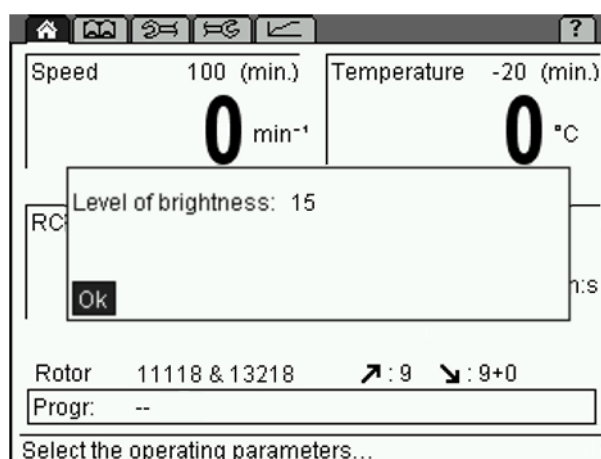 ?
Speed 100 (min.) Temperature -20 (min.)
0 min⁻¹ 0 °C
Level of brightness: 15
Ok
Rotor 11118 & 13218 ↗: 9 ↘: 9+0
Progr: --
Select the operating parameters...